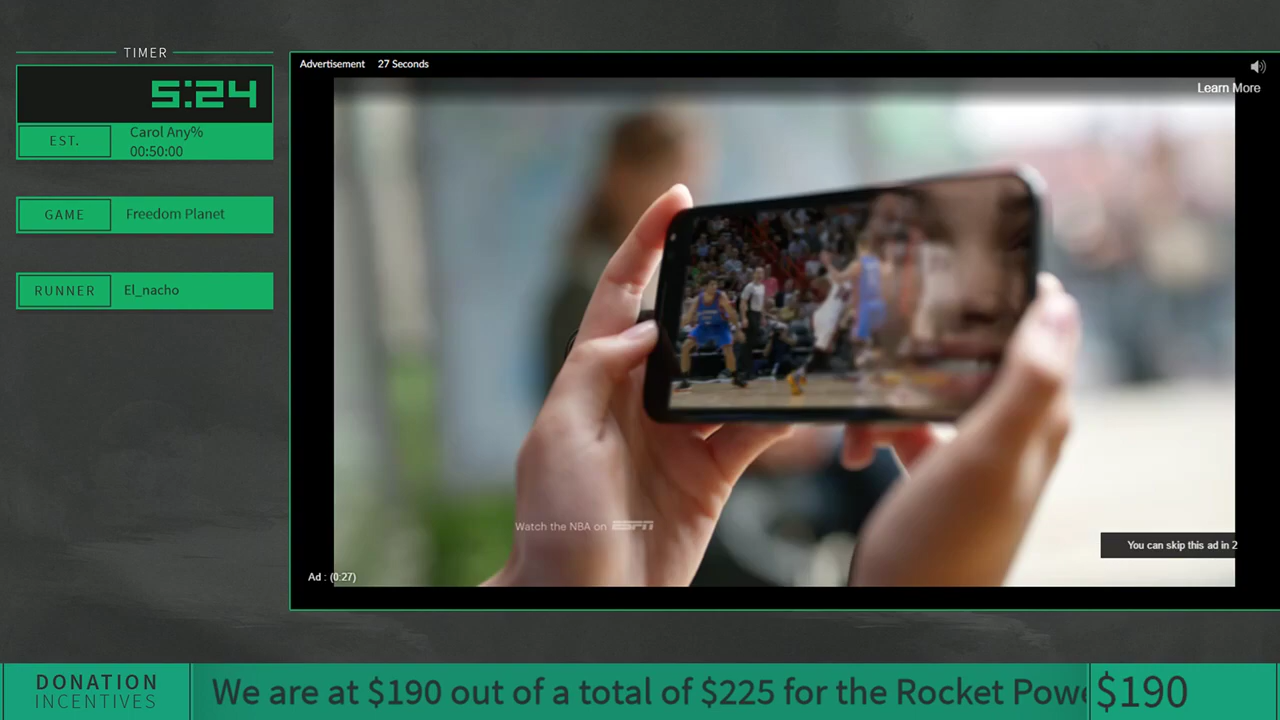 TIMER
5:24
EST.
Carol Any%
00:50:00
GAME
Freedom Planet
RUNNER
El_nacho
Advertisement 27 Seconds
Learn More
Watch the NBA on ESPN
You can skip this ad in 2
Ad : (0:27)
DONATION
INCENTIVES
We are at $190 out of a total of $225 for the Rocket Powe
$190